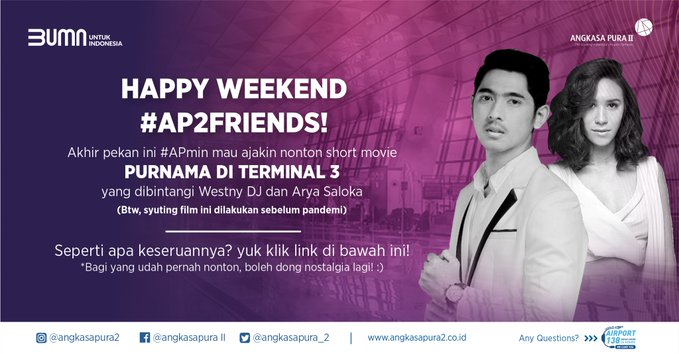 BUMN UNTUK
INDONESIA
ANGKASA PURA II
HAPPY WEEKEND
#AP2FRIENDS!
Akhir pekan ini #APmin mau ajakin nonton short movie
PURNAMA DI TERMINAL 3
yang dibintangi Westny DJ dan Arya Saloka
(Btw, syuting film ini dilakukan sebelum pandemi)
Seperti apa keseruannya? yuk klik link di bawah ini!
*Bagi yang udah pernah nonton, boleh dong nostalgia lagi! :)
@angkasapura2
@angkasapura II
@angkasapura_2
www.angkasapura2.co.id
Any Questions? >>>
AIRPORT
138